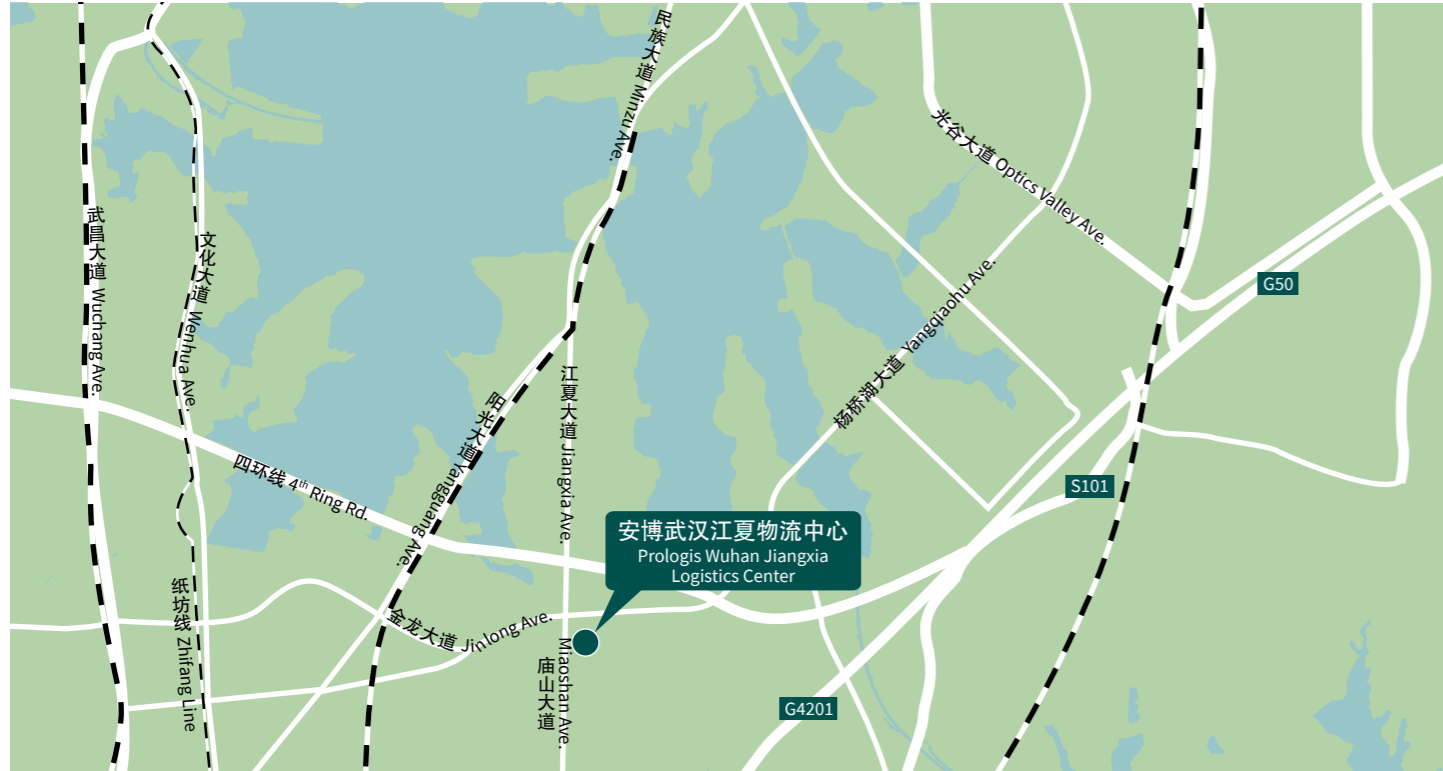 民族大道 Minzu Ave.
光谷大道 Optics Valley Ave.
武昌大道 Wuchang Ave.
文化大道 Wenhua Ave.
G50
杨桥湖大道 Yangqiaohu Ave.
江夏大道 Jiangxia Ave.
阳光大道 Yangguang Ave.
四环线 4th Ring Rd.
S101
安博武汉江夏物流中心
Prologis Wuhan Jiangxia
Logistics Center
纸坊线 Zhifang Line
金龙大道 Jinlong Ave.
庙山大道 Miaoshan Ave.
G4201